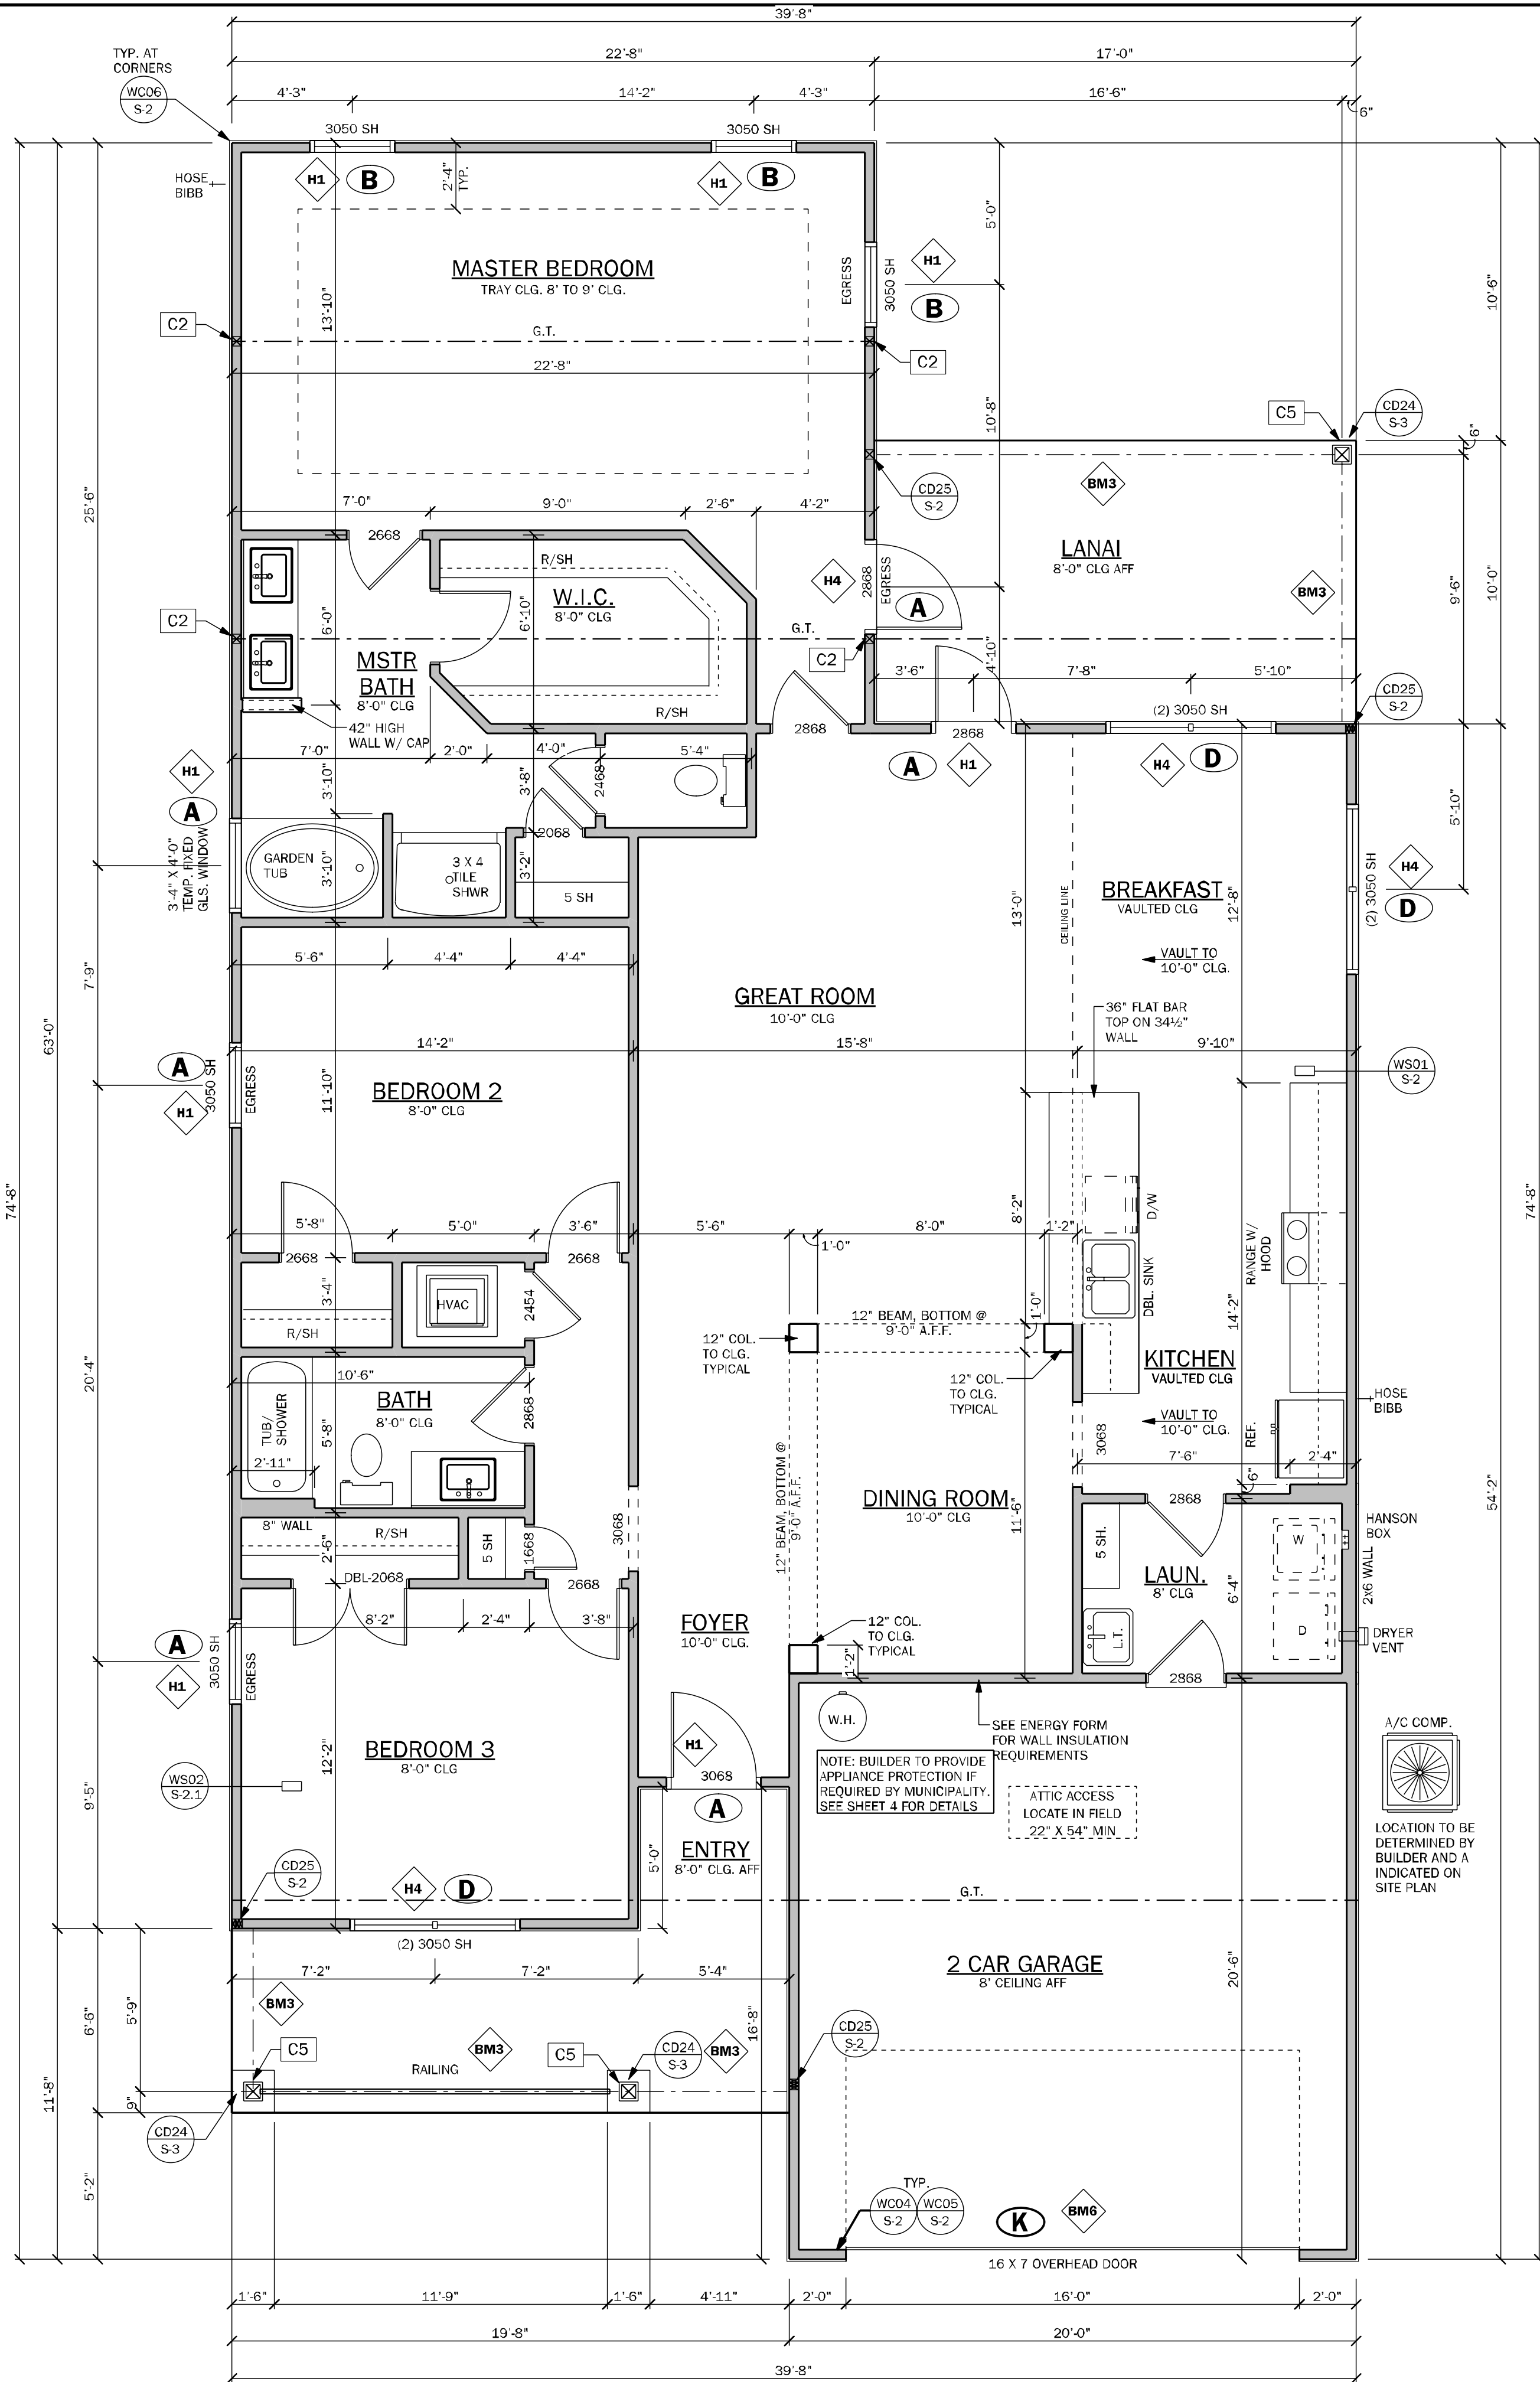 39'-8"
22'-8"
17'-0"
TYP. AT
CORNERS
WC06
S-2
4'-3"
14'-2"
4'-3"
16'-6"
6"
3050 SH
3050 SH
HOSE
BIBB
H1
B
2'-4"
TYP.
H1
B
5'-0"
MASTER BEDROOM
TRAY CLG. 8' TO 9' CLG.
EGRESS
3050 SH
H1
B
10'-6"
13'-10"
C2
G.T.
C2
22'-8"
10'-8"
C5
CD24
S-3
6"
25'-6"
BM3
CD25
S-2
7'-0"
9'-0"
2'-6"
4'-2"
2668
R/SH
LANAI
8'-0" CLG AFF
H4
2868
EGRESS
A
BM3
9'-6"
10'-0"
W.I.C.
8'-0" CLG
C2
6'-0"
6'-10"
G.T.
C2
4'-10"
MSTR
BATH
8'-0" CLG
3'-6"
7'-8"
5'-10"
CD25
S-2
R/SH
(2) 3050 SH
42" HIGH
WALL W/ CAP
2868
2868
7'-0"
2'-0"
4'-0"
5'-4"
H1
A
3'-4" X 4'-0"
TEMP. FIXED
GLS. WINDOW
3'-10"
3'-8"
2468
A
H1
H4
D
5'-10"
2068
GARDEN
TUB
3'-10"
3 X 4
TILE
SHWR
3'-2"
5 SH
13'-0"
CEILING LINE
BREAKFAST
VAULTED CLG
12'-8"
(2) 3050 SH
H4
D
5'-6"
4'-4"
4'-4"
VAULT TO
10'-0" CLG.
7'-9"
63'-0"
GREAT ROOM
10'-0" CLG
36" FLAT BAR
TOP ON 34½"
WALL
14'-2"
15'-8"
9'-10"
A
H1
3050 SH
EGRESS
11'-10"
BEDROOM 2
8'-0" CLG
WS01
S-2
74'-8"
74'-8"
5'-8"
5'-0"
3'-6"
5'-6"
1'-0"
8'-0"
8'-2"
1'-2"
D/W
DBL. SINK
RANGE W/
HOOD
2668
2668
3'-4"
HVAC
2454
R/SH
12" BEAM, BOTTOM @
9'-0" A.F.F.
1'-0"
14'-2"
12" COL.
TO CLG.
TYPICAL
KITCHEN
VAULTED CLG
12" COL.
TO CLG.
TYPICAL
20'-4"
10'-6"
BATH
8'-0" CLG
2868
TUB/
SHOWER
5'-8"
2'-11"
HOSE
BIBB
VAULT TO
10'-0" CLG.
REF.
3068
7'-6"
2'-4"
6"
12" BEAM, BOTTOM @
9'-0" A.F.F.
DINING ROOM
10'-0" CLG
11'-6"
2868
54'-2"
8" WALL
R/SH
2'-6"
5 SH
1668
3068
DBL-2068
2668
5 SH.
W
HANSON
BOX
2X6 WALL
LAUN.
8' CLG
6'-4"
8'-2"
2'-4"
3'-8"
FOYER
10'-0" CLG.
12" COL.
TO CLG.
TYPICAL
1'-2"
L.T.
D
DRYER
VENT
A
H1
3050 SH
EGRESS
2868
W.H.
SEE ENERGY FORM
FOR WALL INSULATION
REQUIREMENTS
A/C COMP.
BEDROOM 3
8'-0" CLG
H1
3068
A
NOTE: BUILDER TO PROVIDE
APPLIANCE PROTECTION IF
REQUIRED BY MUNICIPALITY.
SEE SHEET 4 FOR DETAILS
WS02
S-2.1
12'-2"
9'-5"
ATTIC ACCESS
LOCATE IN FIELD
22" X 54" MIN
LOCATION TO BE
DETERMINED BY
BUILDER AND A
INDICATED ON
SITE PLAN
ENTRY
8'-0" CLG. AFF
5'-0"
CD25
S-2
H4
D
G.T.
(2) 3050 SH
2 CAR GARAGE
8' CEILING AFF
20'-6"
7'-2"
7'-2"
5'-4"
BM3
5'-9"
6'-6"
16'-8"
CD25
S-2
C5
BM3
C5
CD24
S-3
BM3
RAILING
11'-8"
9"
CD24
S-3
5'-2"
TYP.
WC04
S-2
WC05
S-2
K
BM6
16 X 7 OVERHEAD DOOR
1'-6"
11'-9"
1'-6"
4'-11"
2'-0"
16'-0"
2'-0"
19'-8"
20'-0"
39'-8"